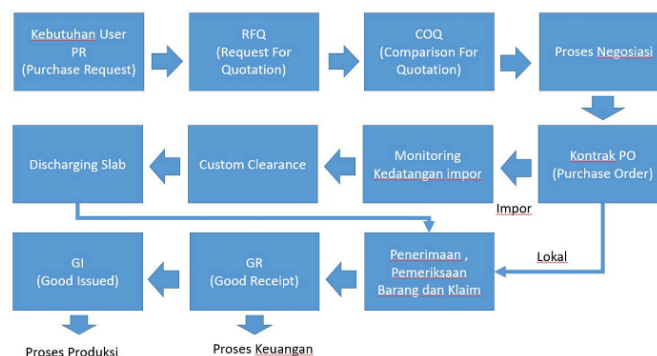 Kebutuhan User
PR
(Purchase Request)
RFQ
(Request For
Quotation)
COQ
(Comparison For
Quotation)
Proses Negosiasi
Discharging Slab
Custom Clearance
Monitoring
Kedatangan impor
Kontrak PO
(Purchase Order)
Impor
Lokal
GI
(Good Issued)
GR
(Good Receipt)
Penerimaan ,
Pemeriksaan
Barang dan Klaim
Proses Produksi
Proses Keuangan